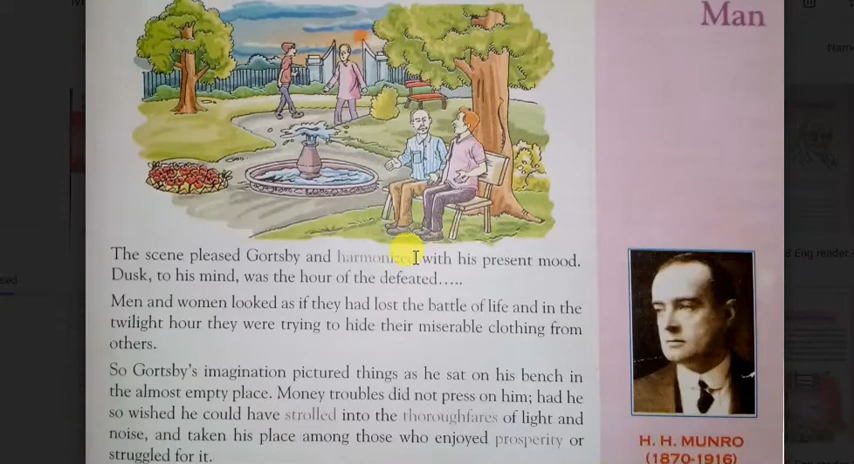 Man
The scene pleased Gortsby and harmonized with his present mood.
Dusk, to his mind, was the hour of the defeated.....
Men and women looked as if they had lost the battle of life and in the
twilight hour they were trying to hide their miserable clothing from
others.
So Gortsby's imagination pictured things as he sat on his bench in
the almost empty place. Money troubles did not press on him; had he
so wished he could have strolled into the thoroughfares of light and
noise, and taken his place among those who enjoyed prosperity or
struggled for it.
H. H. MUNRO
(1870-1916)
Eng reader